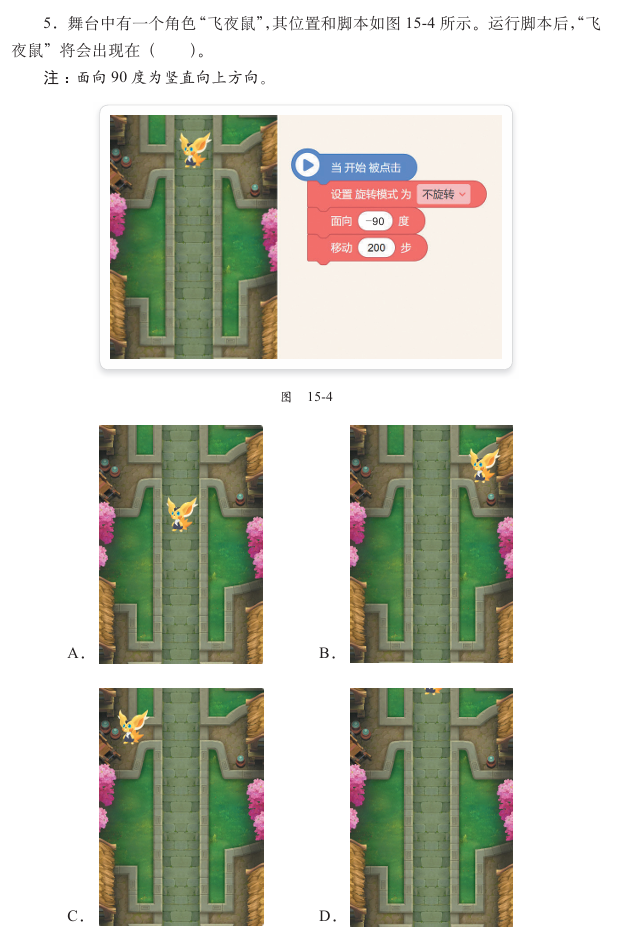 5. 舞台中有一个角色“飞夜鼠”,其位置和脚本如图 15-4 所示。运行脚本后,“飞
夜鼠”将会出现在（　　）。
注：面向 90 度为竖直向上方向。
当 开始 被点击
设置 旋转模式 为 不旋转
面向 -90 度
移动 200 步
图 15-4
A.
B.
C.
D.